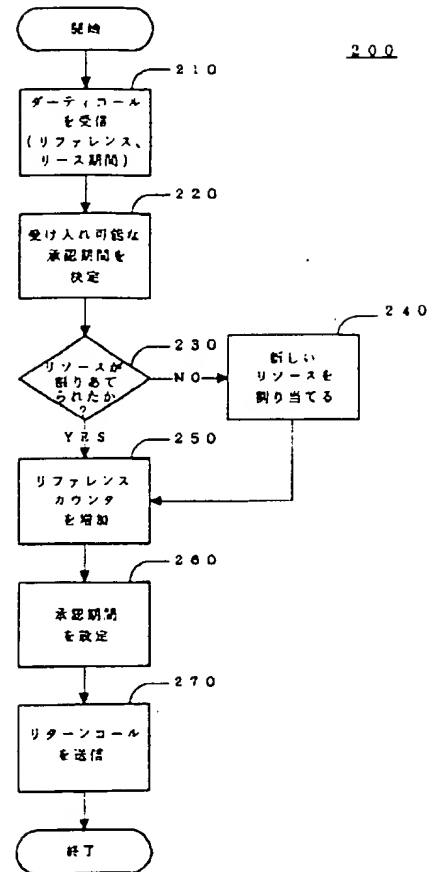 開始
200
210
ダーティコール
を受信
(リファレンス、
リース期間)
220
受け入れ可能な
承認期間を
決定
230
リソースが
割りあて
られたか
?
NO
YES
240
新しい
リソースを
割り当てる
250
リファレンス
カウンタ
を増加
260
承認期間
を設定
270
リターンコール
を送信
終了